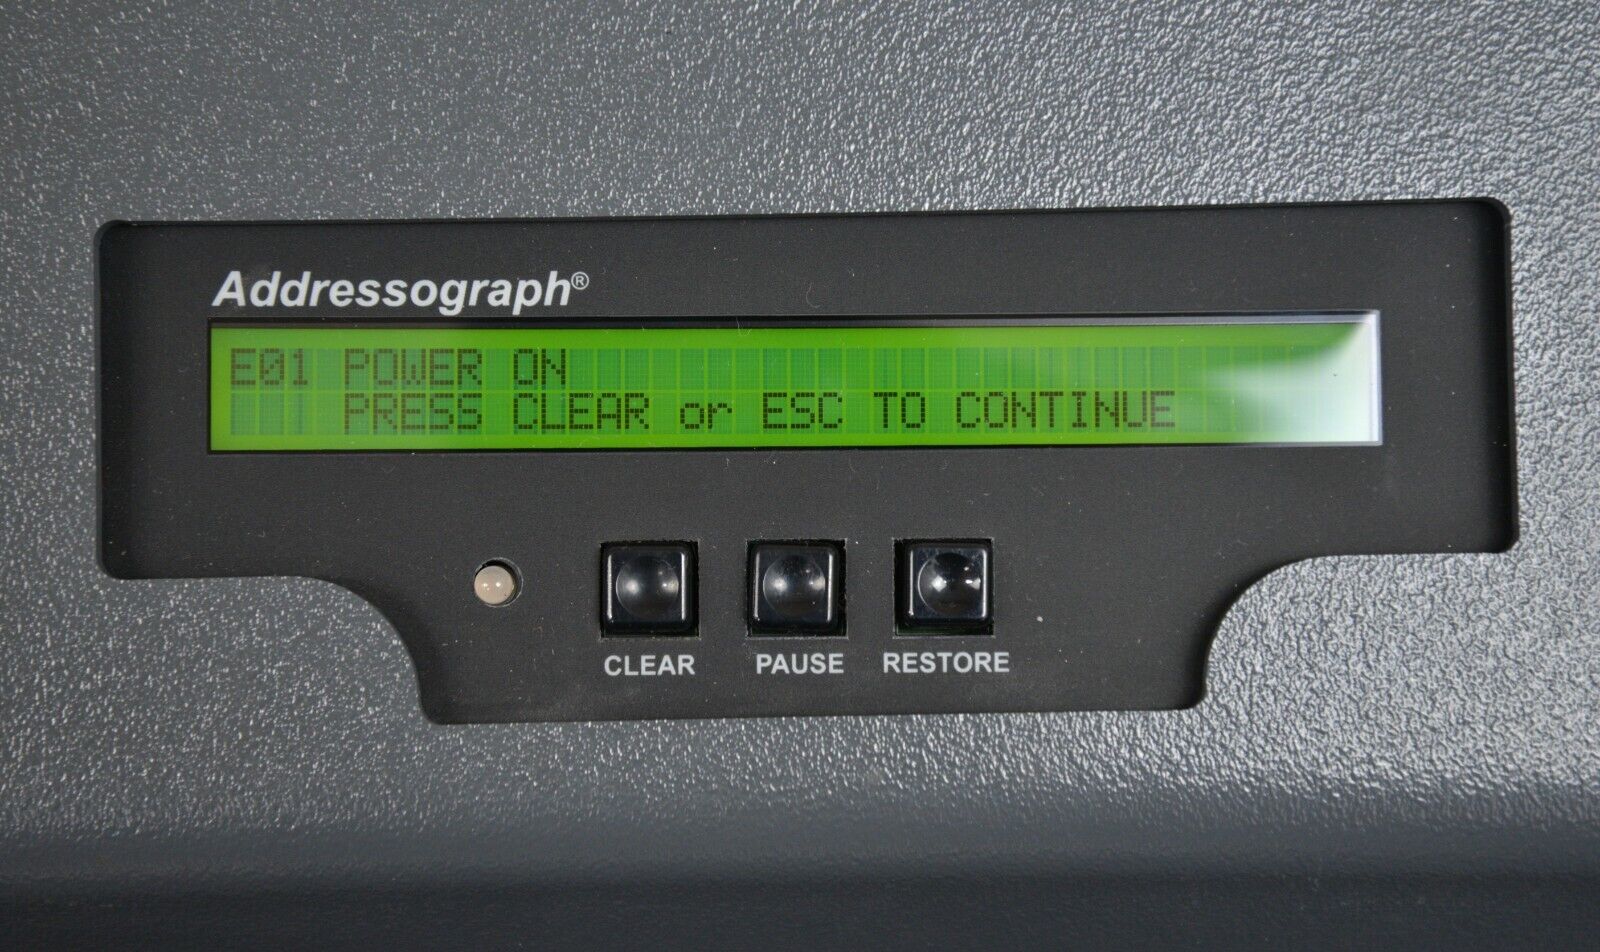 Addressograph®
E01 POWER ON
PRESS CLEAR or ESC TO CONTINUE
CLEAR PAUSE RESTORE